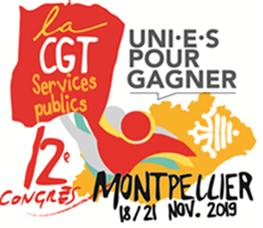 la
CGT
Services
publics
UNI·E·S
POUR
GAGNER
12e
CONGRÈS
MONTPELLIER
18/21 NOV. 2019